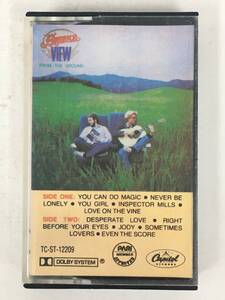 America
VIEW
FROM THE GROUND
SIDE ONE: YOU CAN DO MAGIC ● NEVER BE
LONELY ● YOU GIRL ● INSPECTOR MILLS ●
LOVE ON THE VINE
SIDE TWO: DESPERATE LOVE ● RIGHT
BEFORE YOUR EYES ● JODY ● SOMETIMES
LOVERS ● EVEN THE SCORE
TC-ST-12209
DOLBY SYSTEM
PARI
MEMBER
Capitol